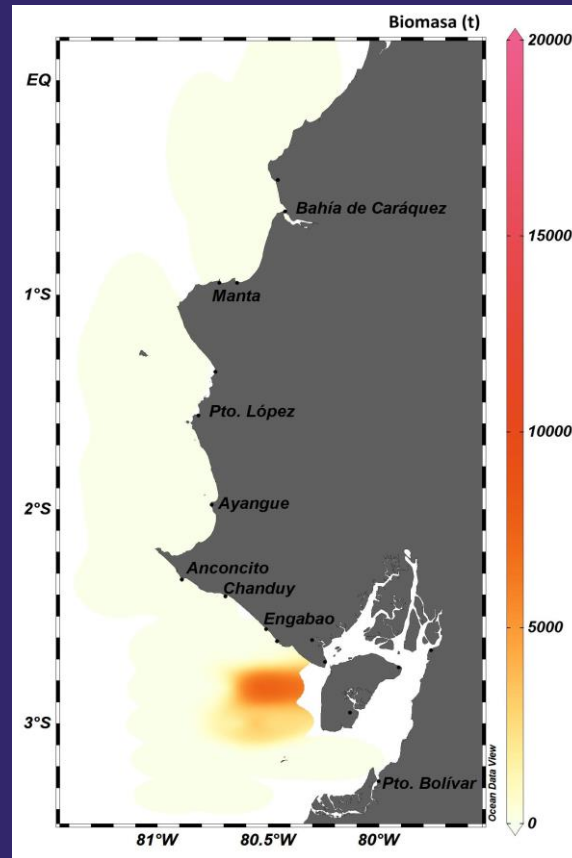 Biomasa (t)
EQ
1°S
2°S
3°S
81°W
80.5°W
80°W
Bahía de Caráquez
Manta
Pto. López
Ayangue
Anconcito
Chanduy
Engabao
Pto. Bolívar
Ocean Data View
20000
15000
10000
5000
0